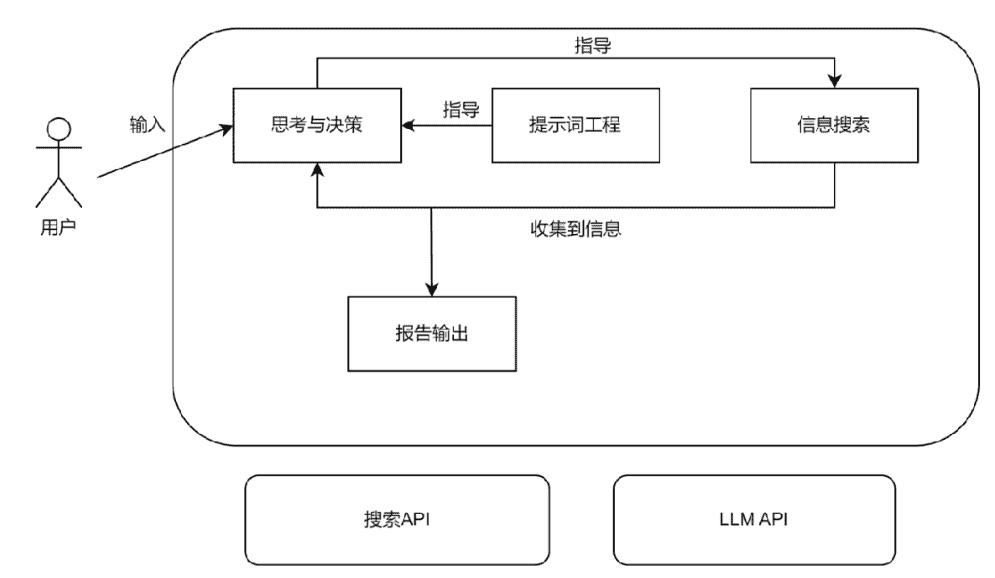 指导
输入
思考与决策
指导
提示词工程
信息搜索
用户
收集到信息
报告输出
搜索API
LLM API